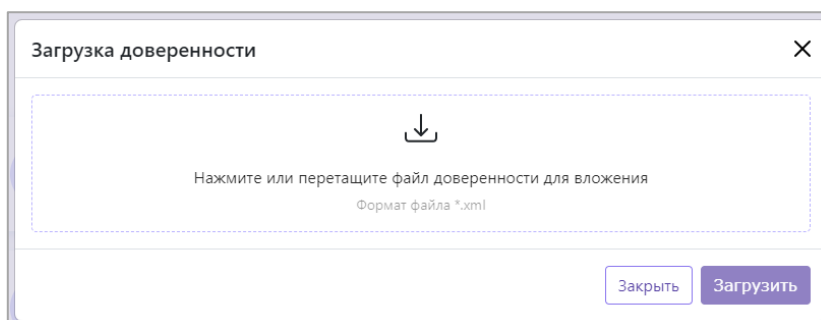 Загрузка доверенности
Нажмите или перетащите файл доверенности для вложения
Формат файла *.xml
Закрыть Загрузить